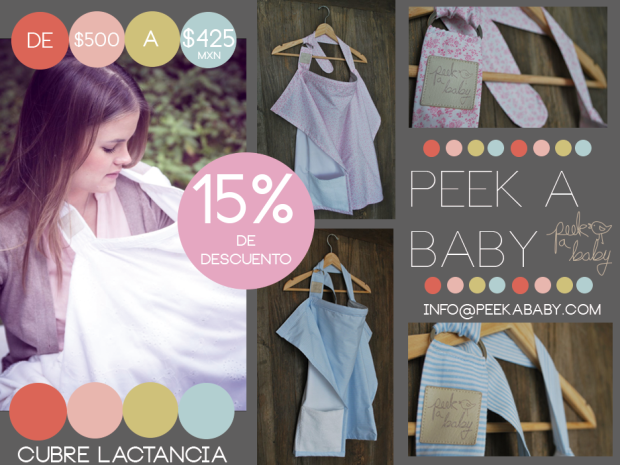 DE $500 A $425
MXN
15%
DE
DESCUENTO
CUBRE LACTANCIA
peek
a
baby
PEEK A
BABY
peek
a baby
INFO@PEEKABABY.COM
peek
a
baby